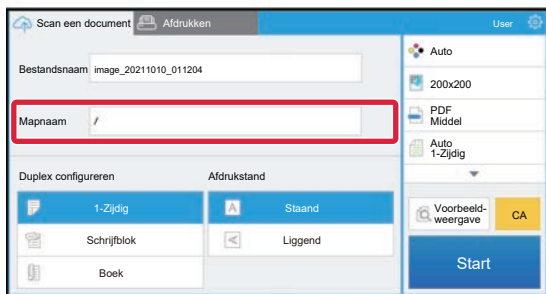 Scan een document Afdrukken User
Bestandsnaam image_20211010_011204
Mapnaam /
Duplex configureren
1-Zijdig
Schrijfblok
Boek
Afdrukstand
A Staand
Liggend
Auto
200x200
PDF
Middel
Auto
1-Zijdig
Voorbeeld-
weergave
CA
Start